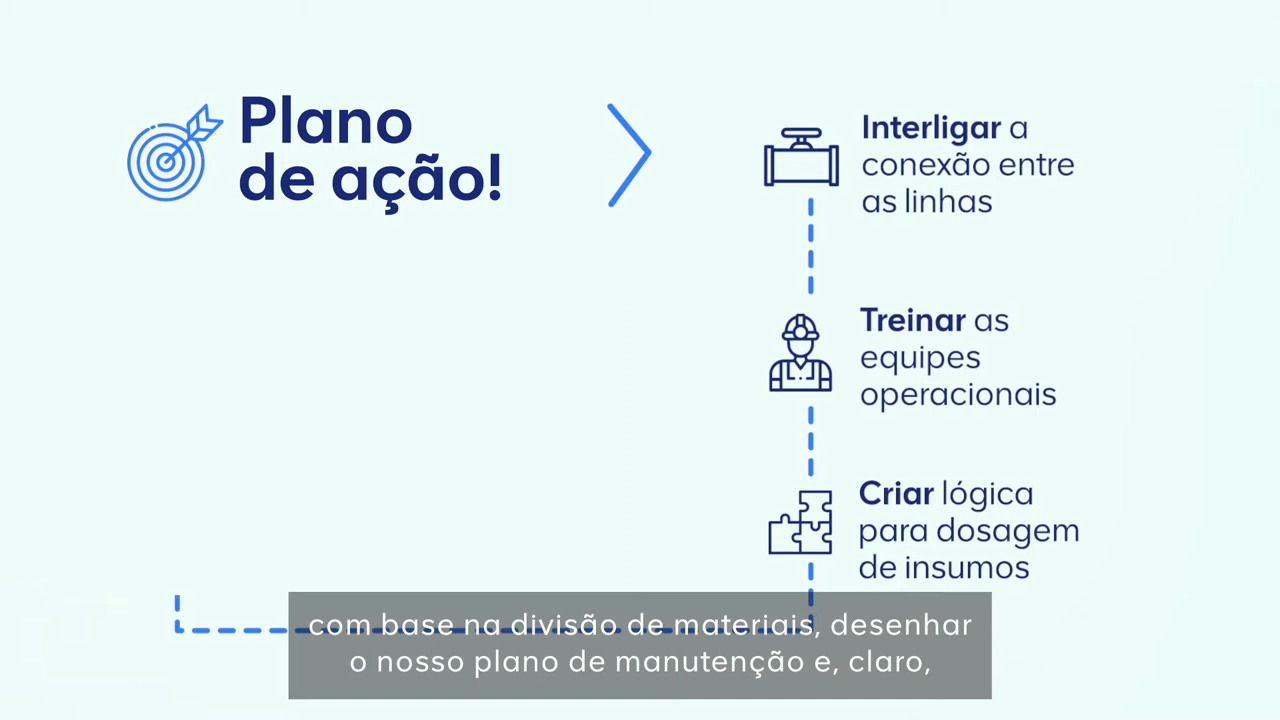 Plano
de ação!
Interligar a
conexão entre
as linhas
Treinar as
equipes
operacionais
Criar lógica
para dosagem
de insumos
com base na divisão de materiais, desenhar
o nosso plano de manutenção e, claro,